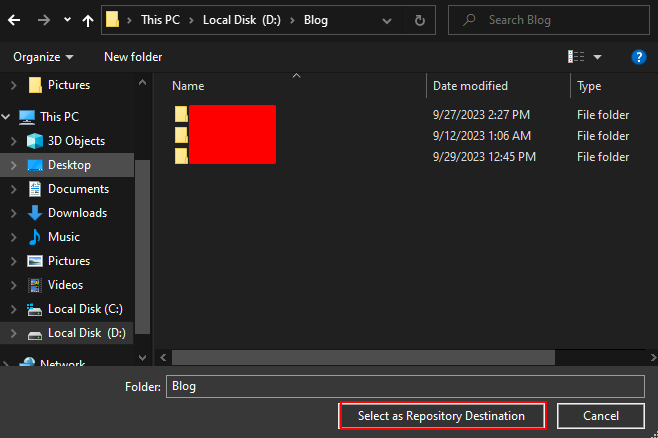 This PC > Local Disk (D:) > Blog
Search Blog
Organize
New folder
Name
Date modified
Type
Pictures
This PC
3D Objects
Desktop
Documents
Downloads
Music
Pictures
Videos
Local Disk (C:)
Local Disk (D:)
Network
9/27/2023 2:27 PM
File folder
9/12/2023 1:06 AM
File folder
9/29/2023 12:45 PM
File folder
Folder:
Blog
Select as Repository Destination
Cancel